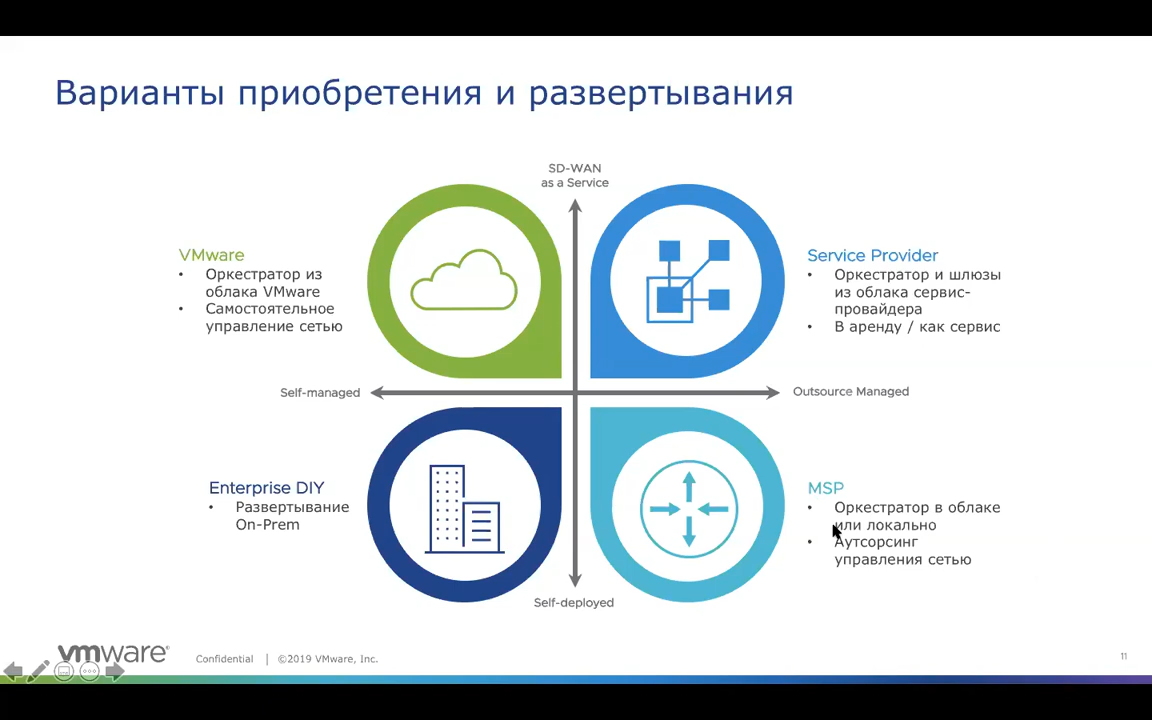 Варианты приобретения и развертывания
SD-WAN
as a Service
VMware
• Оркестратор из
облака VMware
• Самостоятельное
управление сетью
Service Provider
• Оркестратор и шлюзы
из облака сервис-
провайдера
• В аренду / как сервис
Self-managed
Outsource Managed
Enterprise DIY
• Развертывание
On-Prem
MSP
• Оркестратор в облаке
или локально
• Аутсорсинг
управления сетью
Self-deployed
vmware®
Confidential | ©2019 VMware, Inc.
11